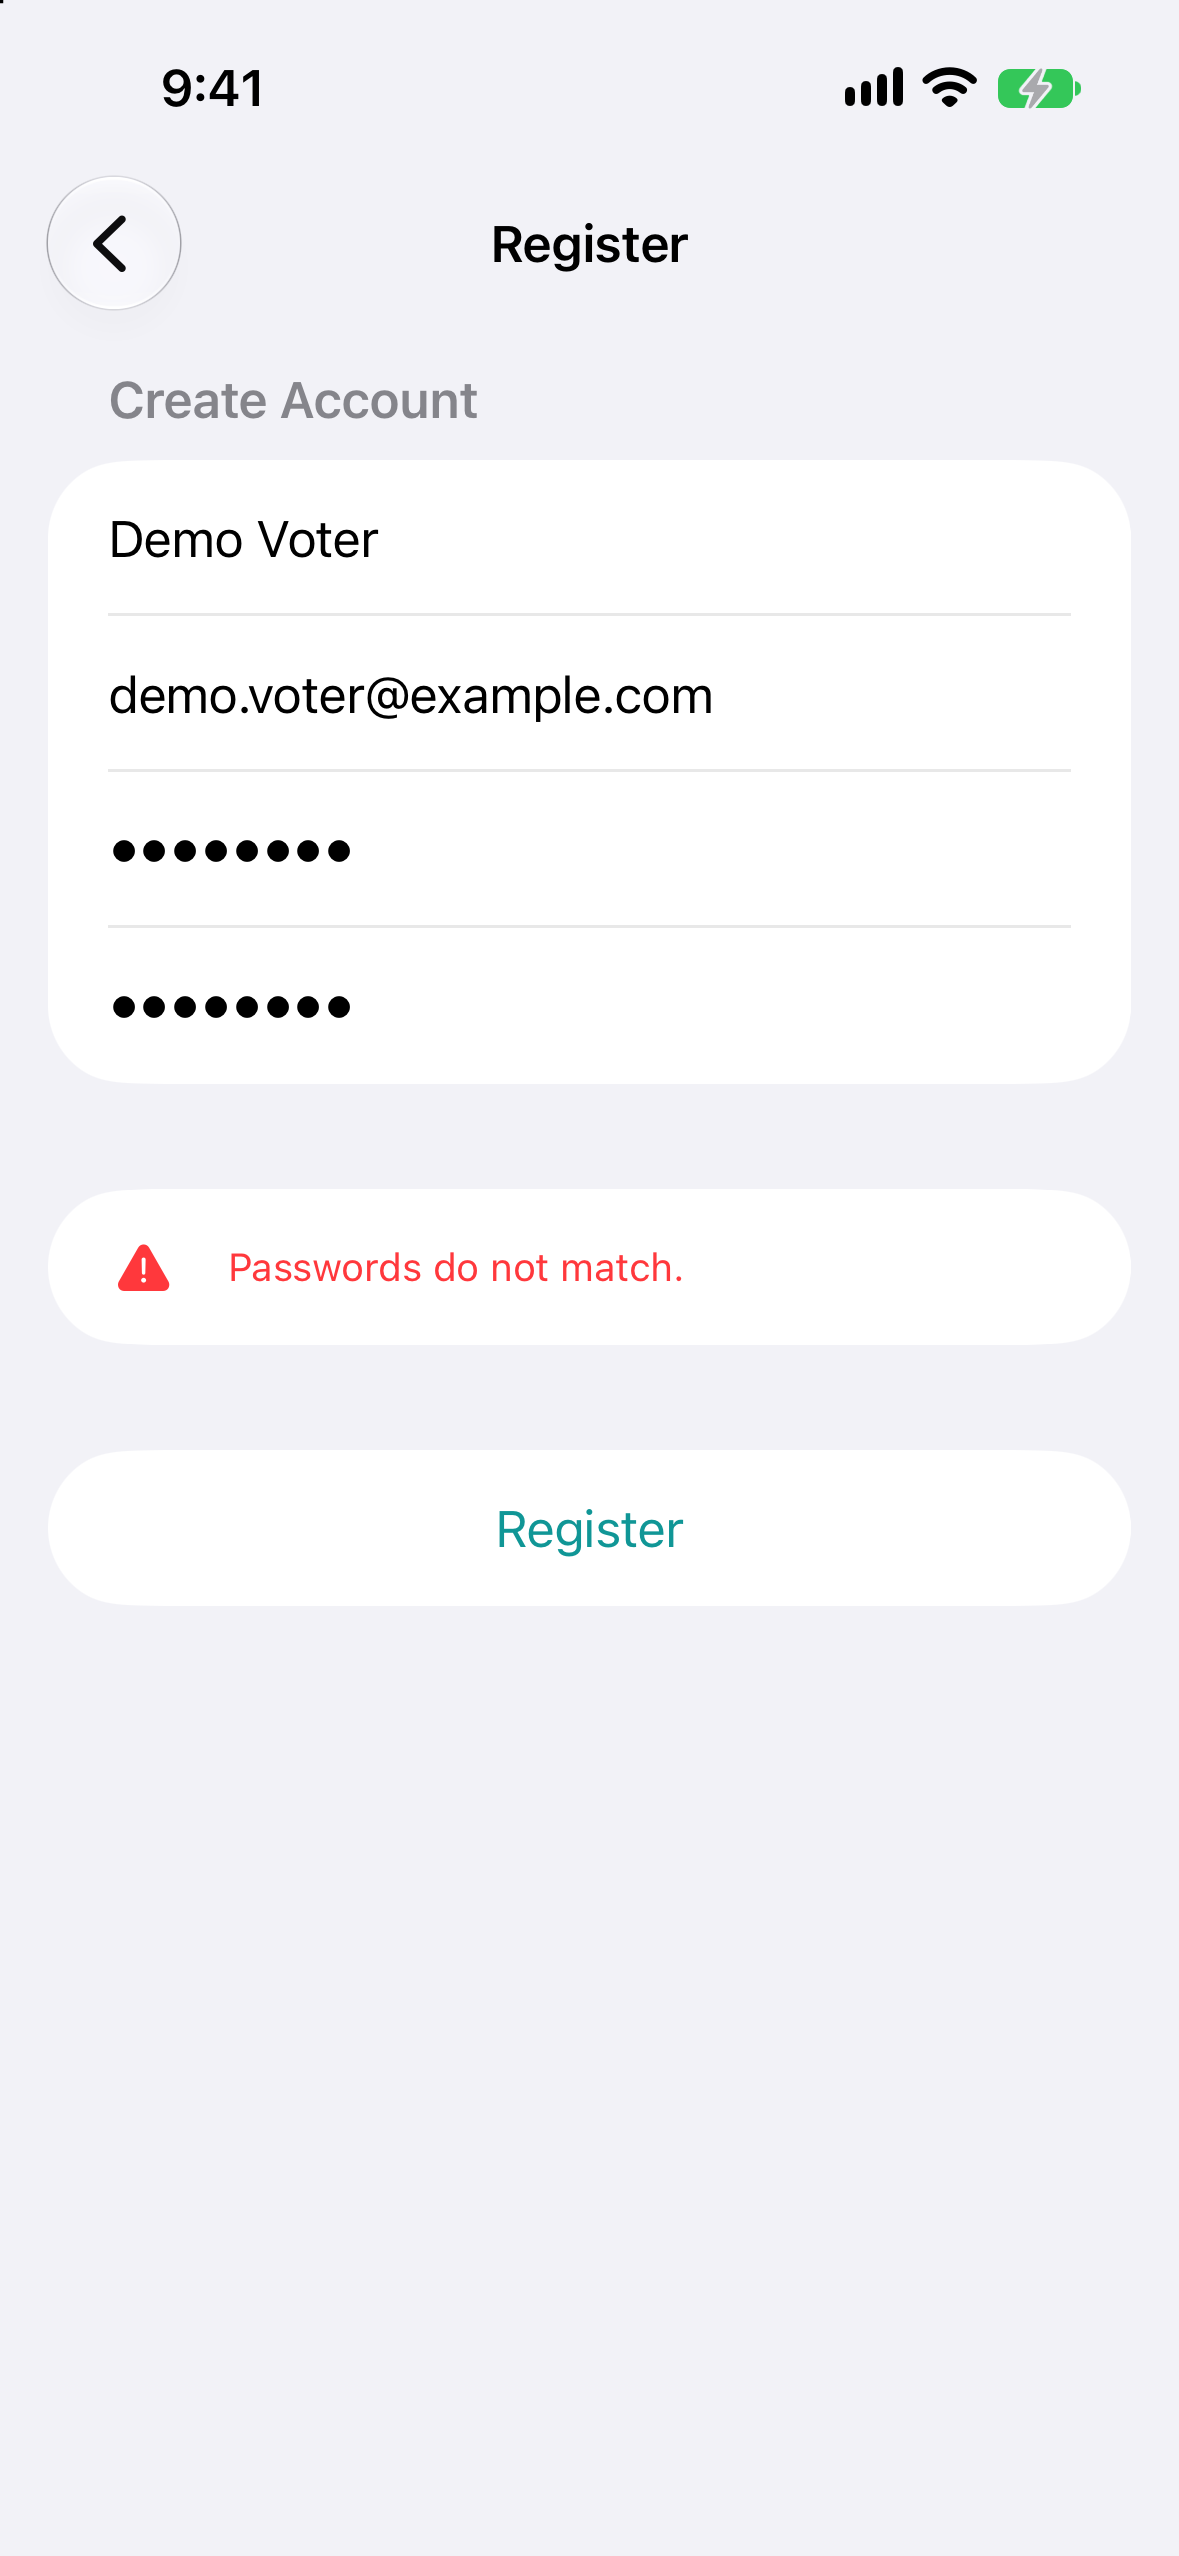 9:41
Register
Create Account
Demo Voter
demo.voter@example.com
••••••••
••••••••
Passwords do not match.
Register